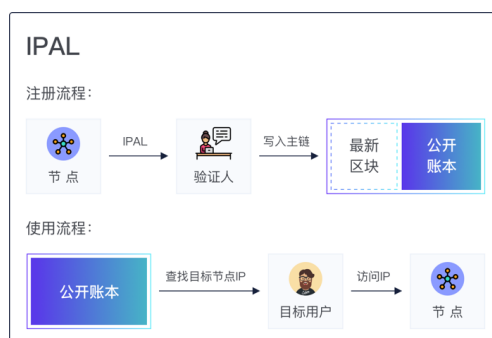 IPAL
注册流程：
节 点
IPAL
验证人
写入主链
最新
区块
公开
账本
使用流程：
公开账本
查找目标节点IP
目标用户
访问IP
节 点